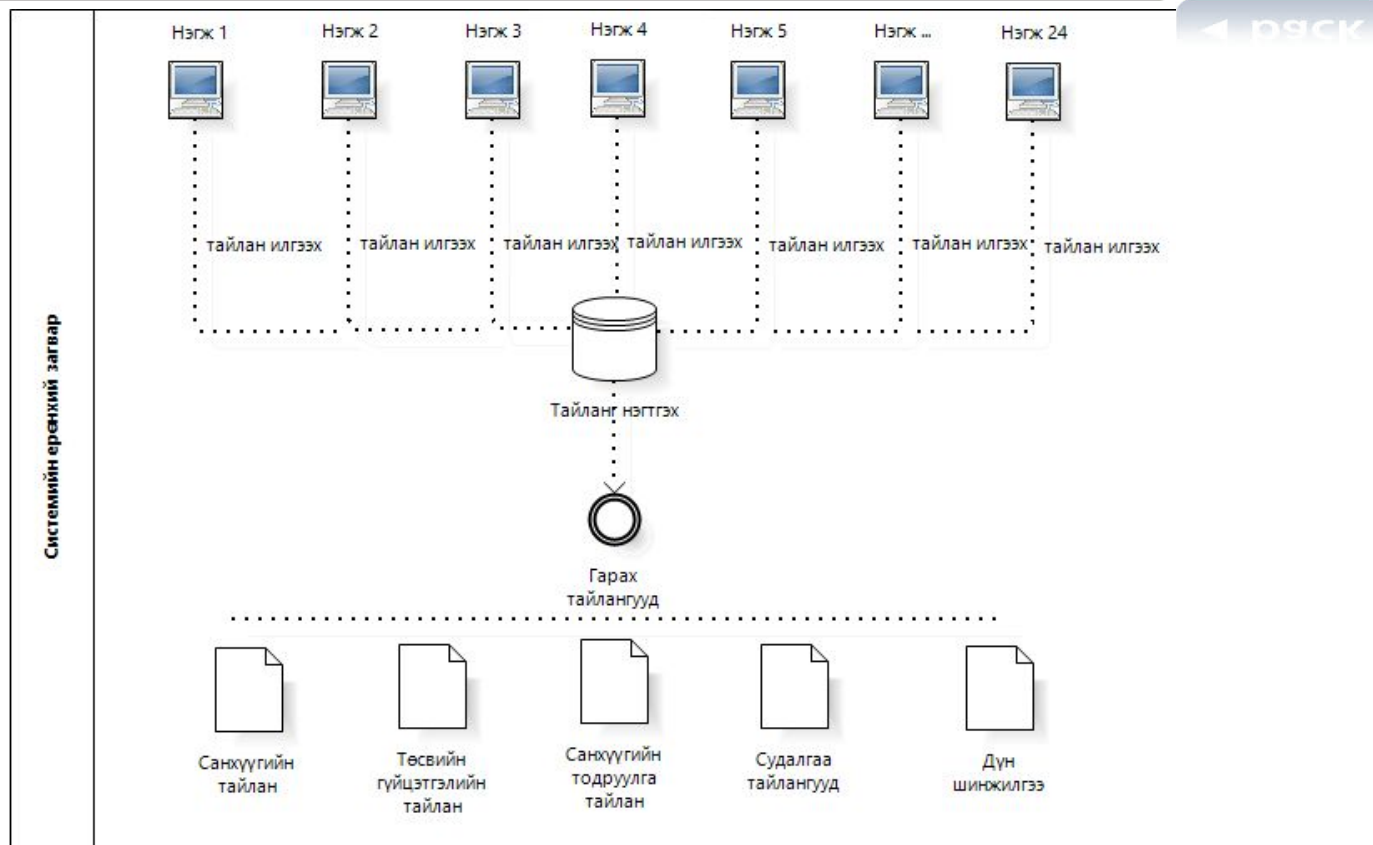 back
Нэгж 1
Нэгж 2
Нэгж 3
Нэгж 4
Нэгж 5
Нэгж ...
Нэгж 24
тайлан илгээх
тайлан илгээх
тайлан илгээх
тайлан илгээх
тайлан илгээх
тайлан илгээх
тайлан илгээх
Системийн ерөнхий загвар
Тайланг нэгтгэх
Гарах
тайлангууд
Санхүүгийн
тайлан
Төсвийн
гүйцэтгэлийн
тайлан
Санхүүгийн
тодруулга
тайлан
Судалгаа
тайлангууд
Дүн
шинжилгээ